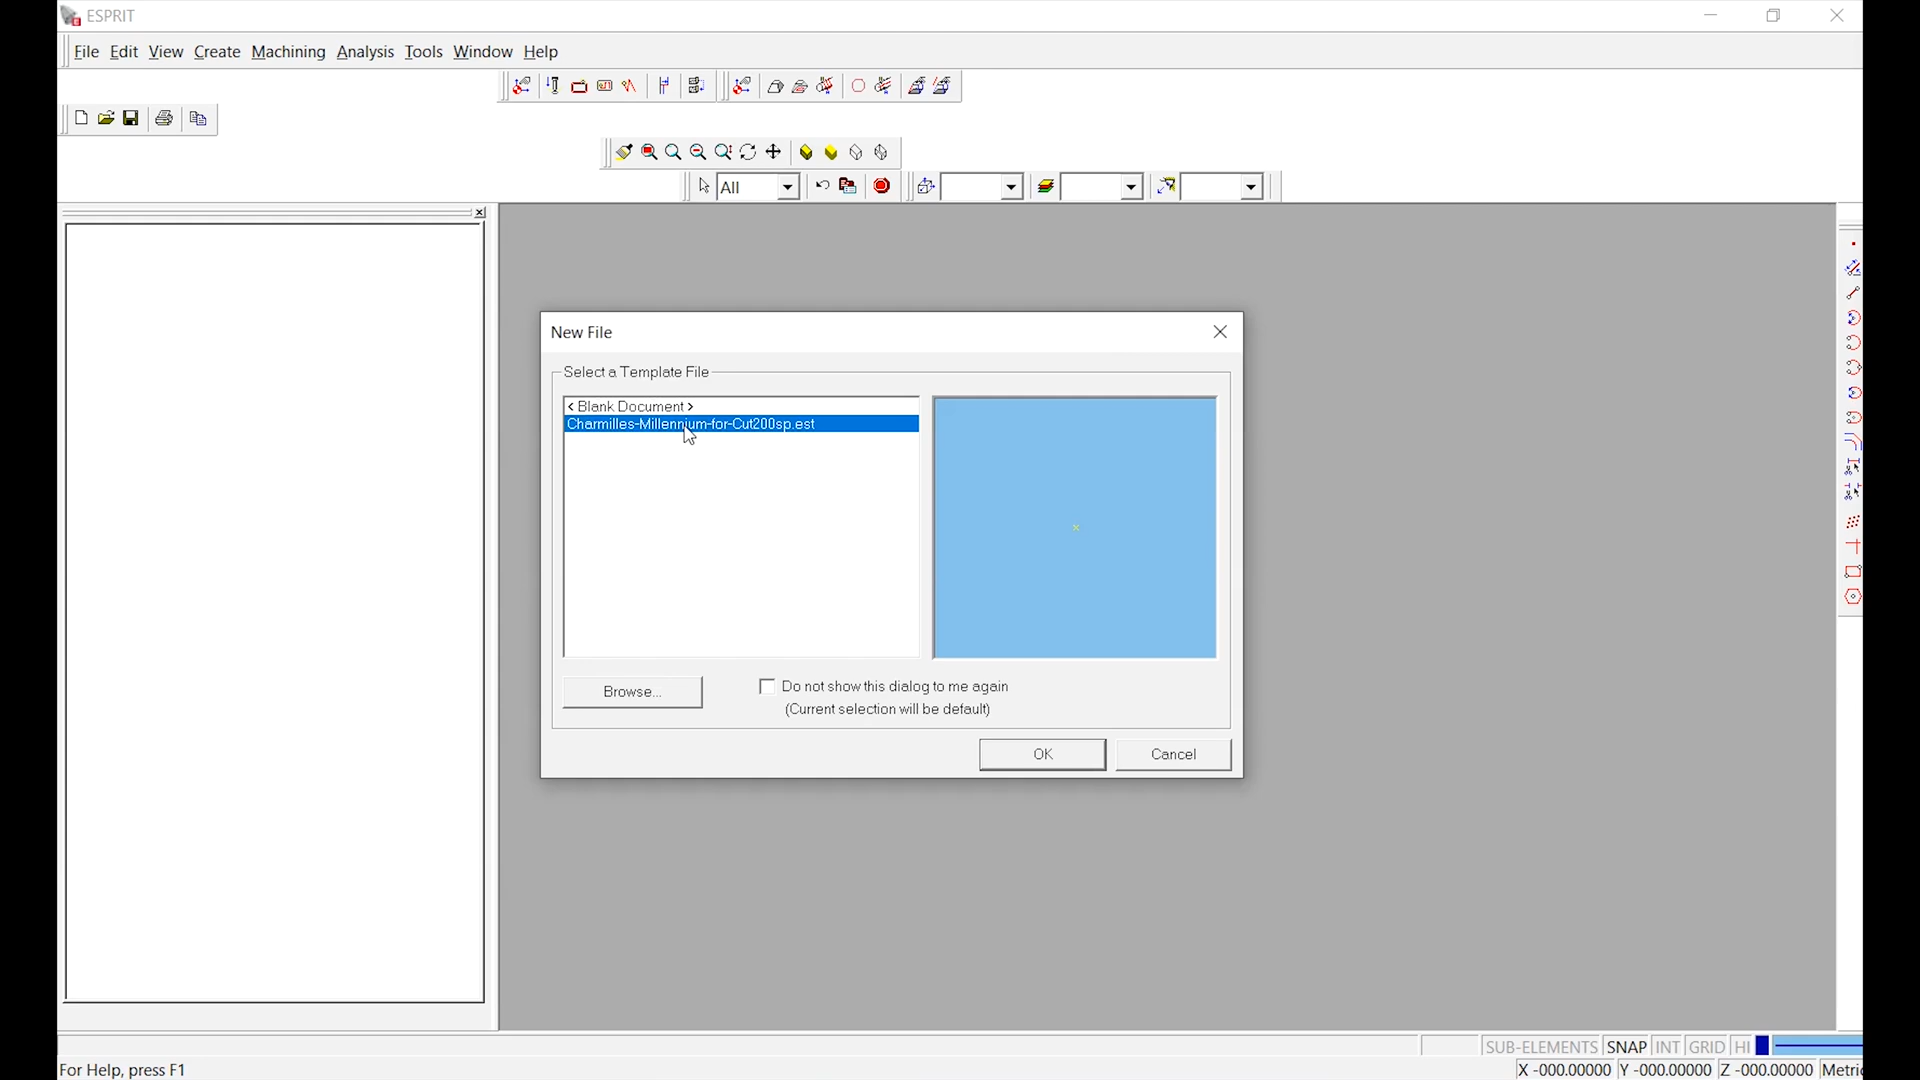 ESPRIT
File Edit View Create Machining Analysis Tools Window Help
All
New File
Select a Template File
< Blank Document >
Charmilles-Millennium-for-Cut200sp.est
Browse...
Do not show this dialog to me again
(Current selection will be default)
OK Cancel
SUB-ELEMENTS SNAP INT GRID HI
For Help, press F1 X -000.00000 Y -000.00000 Z -000.00000 Metric